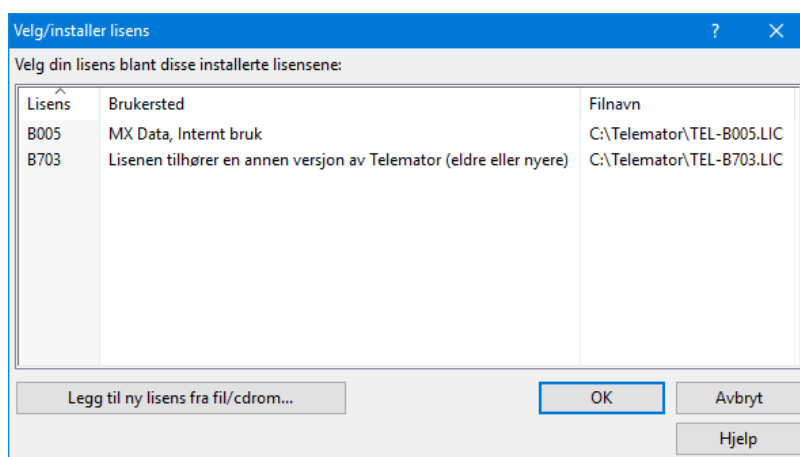 Velg/installer lisens ?
Velg din lisens blant disse installerte lisensene:
Lisens Brukersted Filnavn
B005 MX Data, Internt bruk C:\Telemator\TEL-B005.LIC
B703 Lisenen tilhører en annen versjon av Telemator (eldre eller nyere) C:\Telemator\TEL-B703.LIC
Legg til ny lisens fra fil/cdrom... OK Avbryt
Hjelp